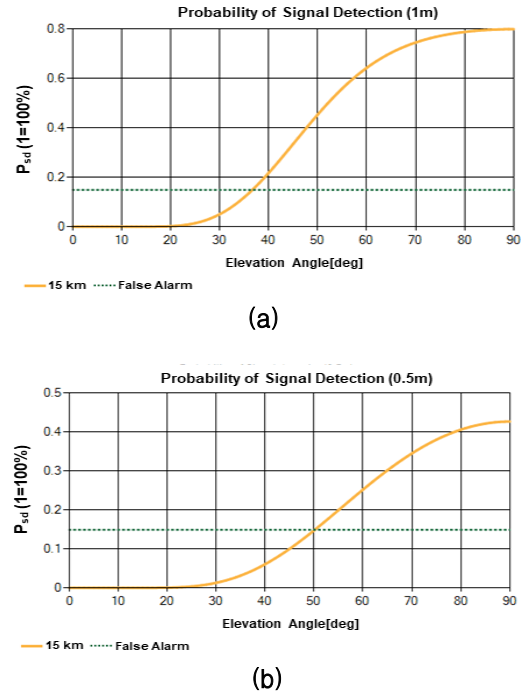 Probability of Signal Detection (1m)
0.8
0.6
0.4
0.2
0
P_sd (1=100%)
0 10 20 30 40 50 60 70 80 90
Elevation Angle[deg]
15 km False Alarm
(a)
Probability of Signal Detection (0.5m)
0.5
0.4
0.3
0.2
0.1
0
P_sd (1=100%)
0 10 20 30 40 50 60 70 80 90
Elevation Angle[deg]
15 km False Alarm
(b)